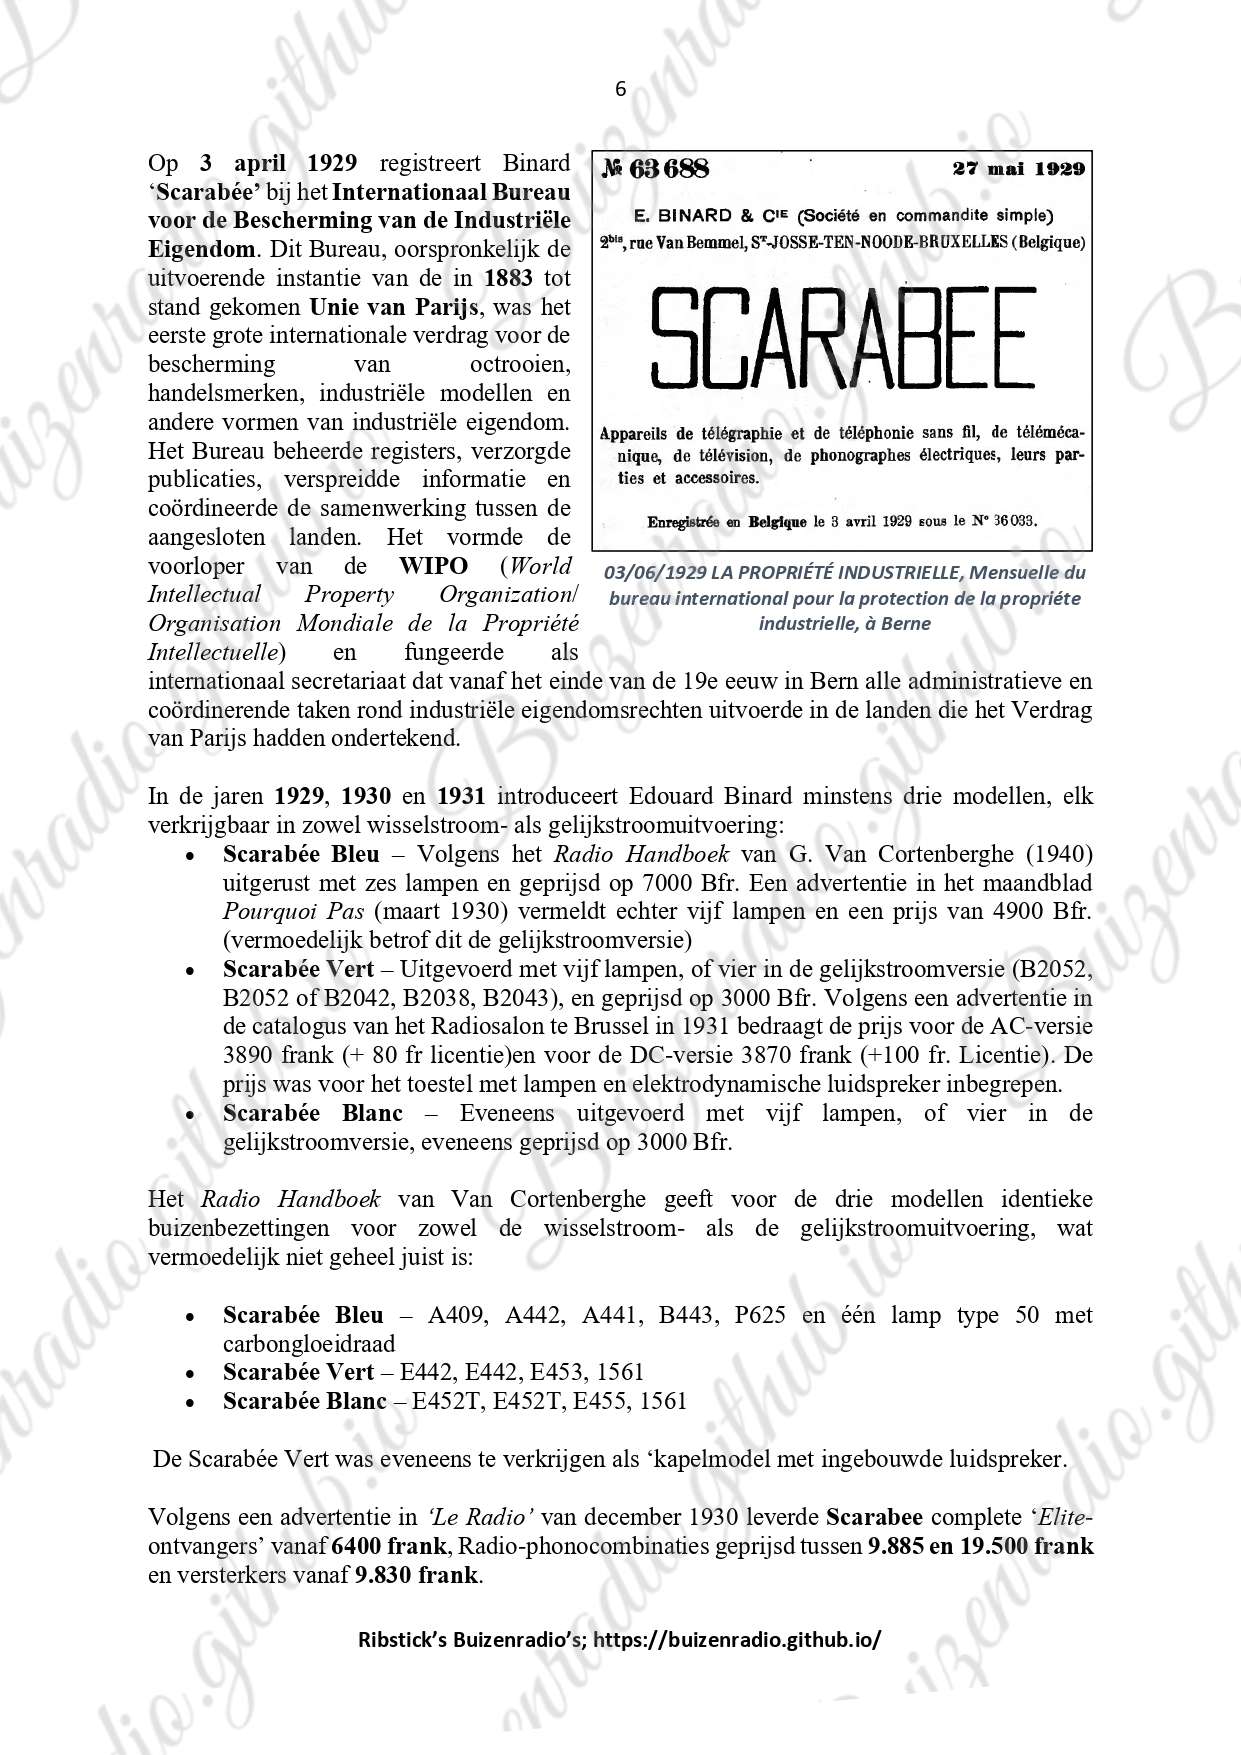 6
Op 3 april 1929 registreert Binard
‘Scarabée’ bij het Internationaal Bureau
voor de Bescherming van de Industriële
Eigendom. Dit Bureau, oorspronkelijk de
uitvoerende instantie van de in 1883 tot
stand gekomen Unie van Parijs, was het
eerste grote internationale verdrag voor de
bescherming van octrooien,
handelsmerken, industriële modellen en
andere vormen van industriële eigendom.
Het Bureau beheerde registers, verzorgde
publicaties, verspreidde informatie en
coördineerde de samenwerking tussen de
aangesloten landen. Het vormde de
voorloper van de WIPO (World
Intellectual Property Organization/
Organisation Mondiale de la Propriété
Intellectuelle) en fungeerde als
internationaal secretariaat dat vanaf het einde van de 19e eeuw in Bern alle administratieve en
coördinerende taken rond industriële eigendomsrechten uitvoerde in de landen die het Verdrag
van Parijs hadden ondertekend.
№ 63 688 27 mai 1929
E. BINARD & CIE (Société en commandite simple)
2bis, rue Van Bemmel, ST-JOSSE-TEN-NOODE-BRUXELLES (Belgique)
SCARABEE
Appareils de télégraphie et de téléphonie sans fil, de téléméca-
nique, de télévision, de phonographes électriques, leurs par-
ties et accessoires.
Enregistrée en Belgique le 3 avril 1929 sous le N° 36 033.
03/06/1929 LA PROPRIÉTÉ INDUSTRIELLE, Mensuelle du
bureau international pour la protection de la propriéte
industrielle, à Berne
In de jaren 1929, 1930 en 1931 introduceert Edouard Binard minstens drie modellen, elk
verkrijgbaar in zowel wisselstroom- als gelijkstroomuitvoering:
• Scarabée Bleu – Volgens het Radio Handboek van G. Van Cortenberghe (1940)
uitgerust met zes lampen en geprijsd op 7000 Bfr. Een advertentie in het maandblad
Pourquoi Pas (maart 1930) vermeldt echter vijf lampen en een prijs van 4900 Bfr.
(vermoedelijk betrof dit de gelijkstroomversie)
• Scarabée Vert – Uitgevoerd met vijf lampen, of vier in de gelijkstroomversie (B2052,
B2052 of B2042, B2038, B2043), en geprijsd op 3000 Bfr. Volgens een advertentie in
de catalogus van het Radiosalon te Brussel in 1931 bedraagt de prijs voor de AC-versie
3890 frank (+ 80 fr licentie)en voor de DC-versie 3870 frank (+100 fr. Licentie). De
prijs was voor het toestel met lampen en elektrodynamische luidspreker inbegrepen.
• Scarabée Blanc – Eveneens uitgevoerd met vijf lampen, of vier in de
gelijkstroomversie, eveneens geprijsd op 3000 Bfr.
Het Radio Handboek van Van Cortenberghe geeft voor de drie modellen identieke
buizenbezettingen voor zowel de wisselstroom- als de gelijkstroomuitvoering, wat
vermoedelijk niet geheel juist is:
• Scarabée Bleu – A409, A442, A441, B443, P625 en één lamp type 50 met
carbongloeidraad
• Scarabée Vert – E442, E442, E453, 1561
• Scarabée Blanc – E452T, E452T, E455, 1561
De Scarabée Vert was eveneens te verkrijgen als ‘kapelmodel met ingebouwde luidspreker.
Volgens een advertentie in ‘Le Radio’ van december 1930 leverde Scarabee complete ‘Elite-
ontvangers’ vanaf 6400 frank, Radio-phonocombinaties geprijsd tussen 9.885 en 19.500 frank
en versterkers vanaf 9.830 frank.
Ribstick’s Buizenradio’s; https://buizenradio.github.io/